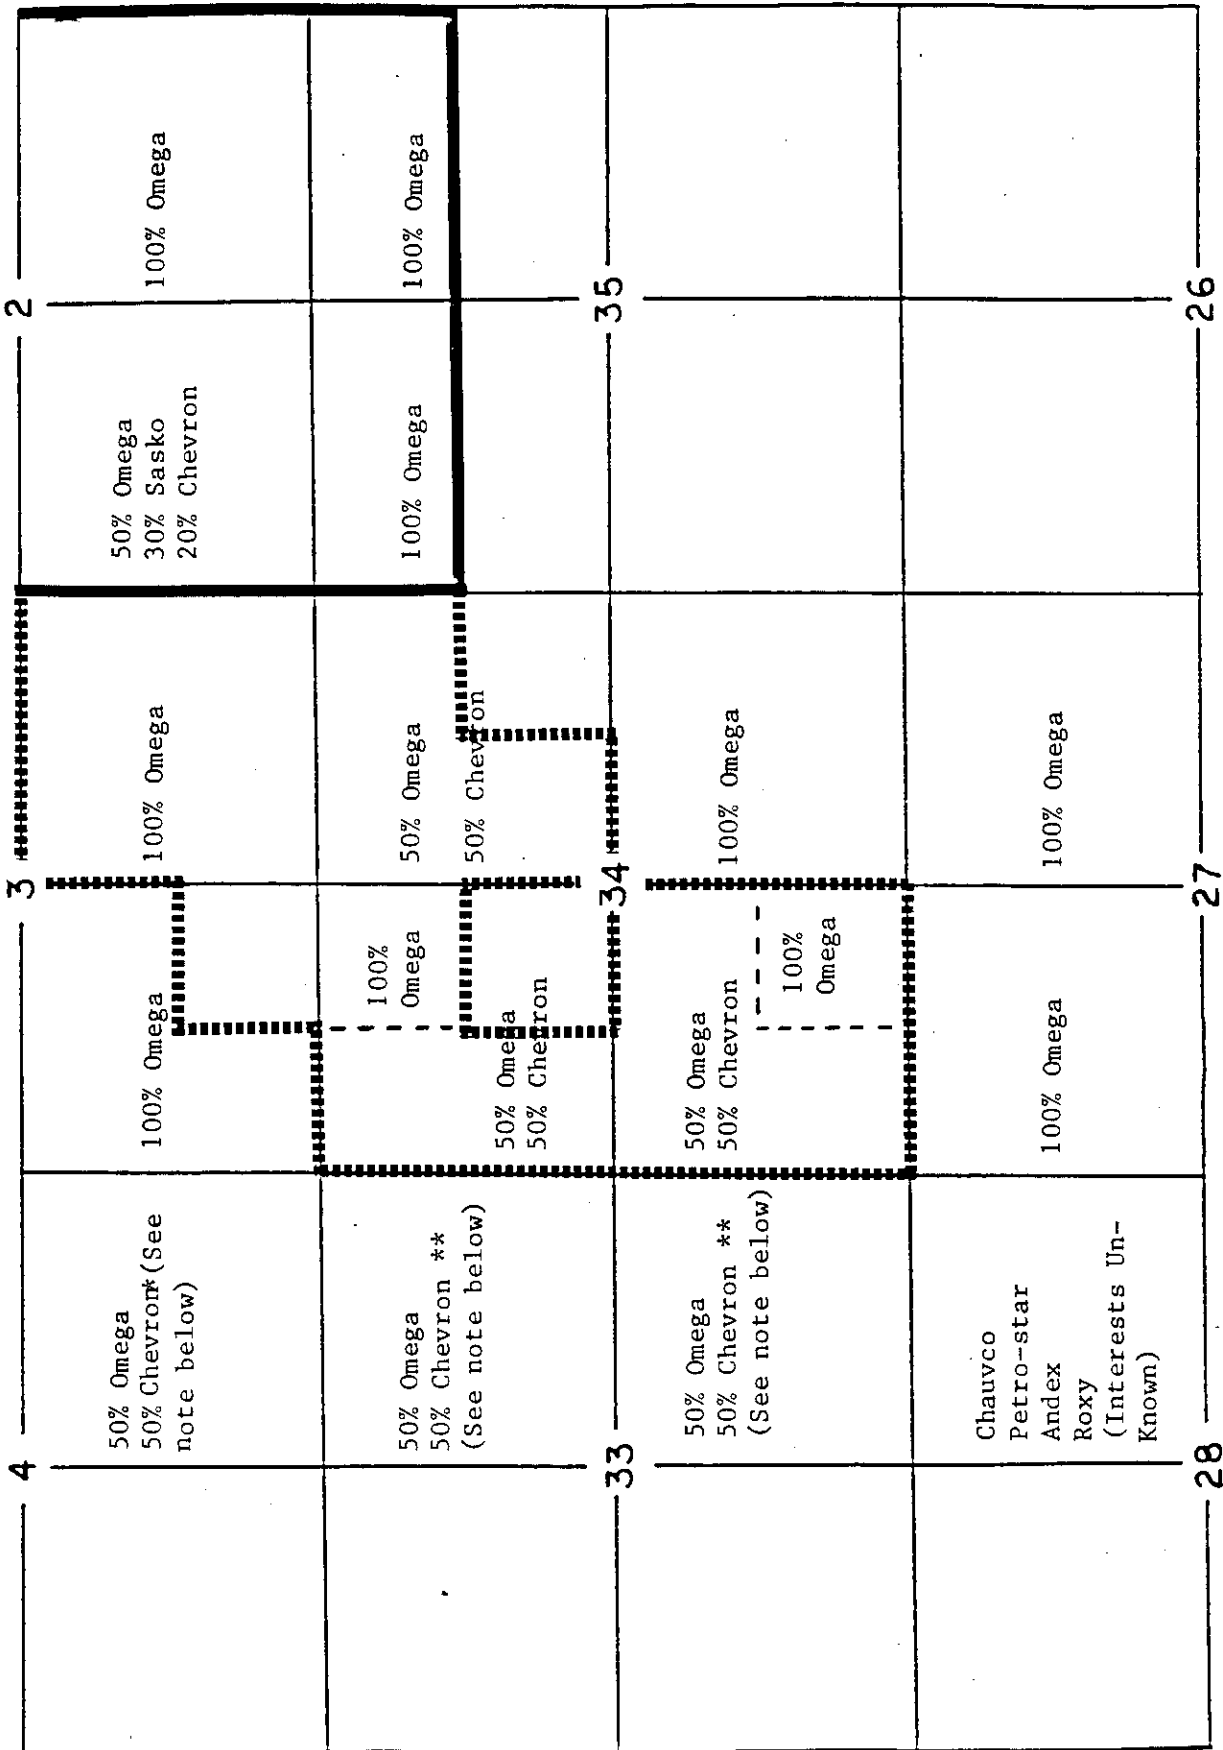 4
3
2
50% Omega
50% Chevron*(See
note below)
100% Omega
100% Omega
50% Omega
30% Sasko
20% Chevron
100% Omega
50% Omega
50% Chevron **
(See note below)
100%
Omega
50% Omega
50% Chevron
50% Omega
50% Chevron
100% Omega
100% Omega
33
34
35
50% Omega
50% Chevron **
(See note below)
50% Omega
50% Chevron
100%
Omega
100% Omega
Chauvco
Petro-star
Andex
Roxy
(Interests Un-
Known)
100% Omega
100% Omega
28
27
26